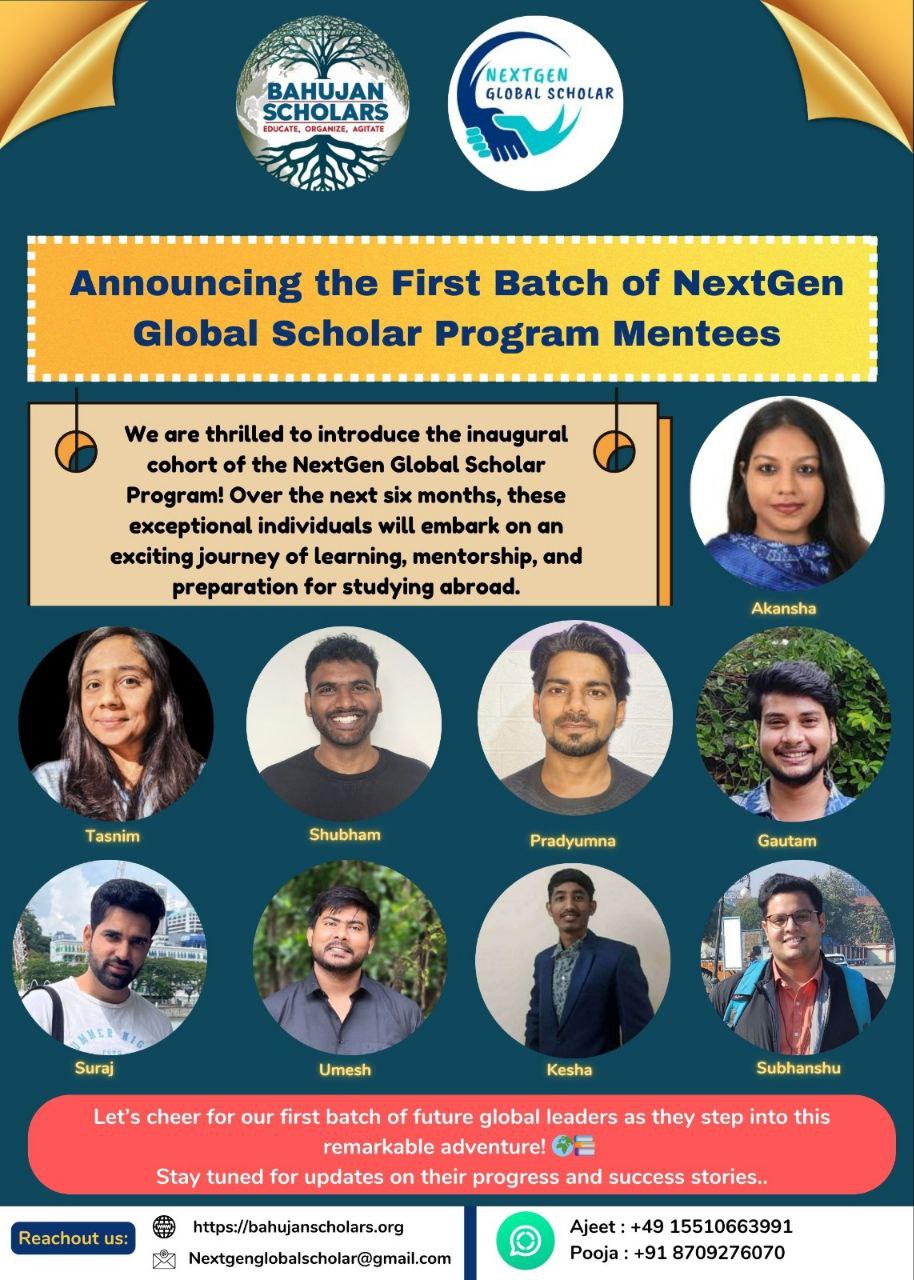 BAHUJAN
SCHOLARS
EDUCATE, ORGANIZE, AGITATE
NEXTGEN
GLOBAL SCHOLAR
Announcing the First Batch of NextGen
Global Scholar Program Mentees
We are thrilled to introduce the inaugural
cohort of the NextGen Global Scholar
Program! Over the next six months, these
exceptional individuals will embark on an
exciting journey of learning, mentorship, and
preparation for studying abroad.
Akansha
Tasnim
Shubham
Pradyumna
Gautam
Suraj
Umesh
Kesha
Subhanshu
Let's cheer for our first batch of future global leaders as they step into this
remarkable adventure! 🌍📚
Stay tuned for updates on their progress and success stories..
Reachout us:
https://bahujanscholars.org
Nextgenglobalscholar@gmail.com
Ajeet : +49 15510663991
Pooja : +91 8709276070